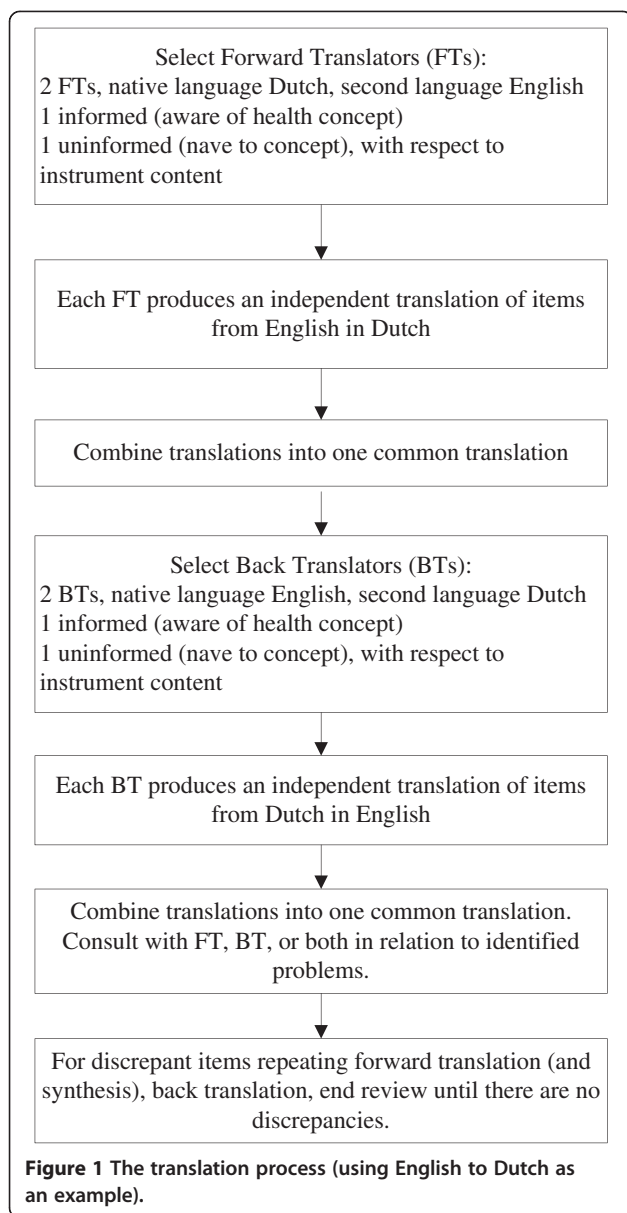 Select Forward Translators (FTs):
2 FTs, native language Dutch, second language English
1 informed (aware of health concept)
1 uninformed (nave to concept), with respect to
instrument content
Each FT produces an independent translation of items
from English in Dutch
Combine translations into one common translation
Select Back Translators (BTs):
2 BTs, native language English, second language Dutch
1 informed (aware of health concept)
1 uninformed (nave to concept), with respect to
instrument content
Each BT produces an independent translation of items
from Dutch in English
Combine translations into one common translation.
Consult with FT, BT, or both in relation to identified
problems.
For discrepant items repeating forward translation (and
synthesis), back translation, end review until there are no
discrepancies.
Figure 1 The translation process (using English to Dutch as
an example).